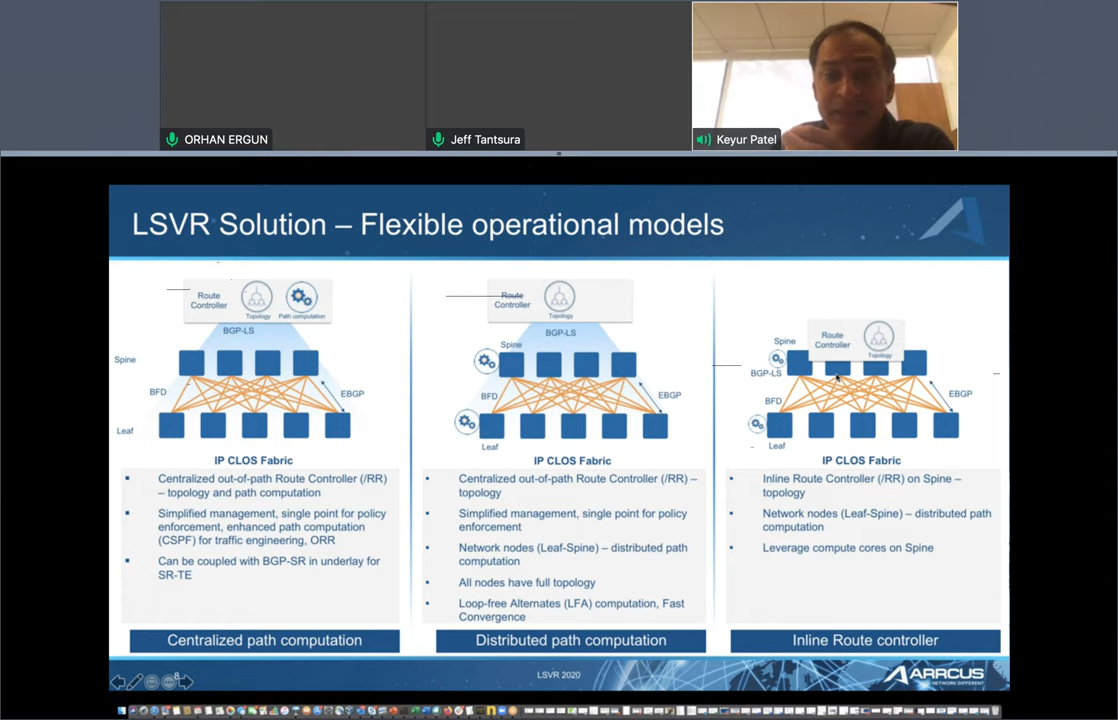 ORHAN ERGUN
Jeff Tantsura
Keyur Patel
LSVR Solution – Flexible operational models
Route
Controller
Topology
Path computation
BGP-LS
Spine
BFD
EBGP
Leaf
IP CLOS Fabric
Centralized out-of-path Route Controller (/RR)
– topology and path computation
Simplified management, single point for policy
enforcement, enhanced path computation
(CSPF) for traffic engineering, ORR
Can be coupled with BGP-SR in underlay for
SR-TE
Centralized path computation
Route
Controller
Topology
BGP-LS
Spine
BFD
EBGP
Leaf
IP CLOS Fabric
Centralized out-of-path Route Controller (/RR) –
topology
Simplified management, single point for policy
enforcement
Network nodes (Leaf-Spine) – distributed path
computation
All nodes have full topology
Loop-free Alternates (LFA) computation, Fast
Convergence
Distributed path computation
Route
Controller
Topology
Spine
BGP-LS
BFD
EBGP
Leaf
IP CLOS Fabric
Inline Route Controller (/RR) on Spine –
topology
Network nodes (Leaf-Spine) – distributed path
computation
Leverage compute cores on Spine
Inline Route controller
8
LSVR 2020
ARRCUS
NETWORK DIFFERENT